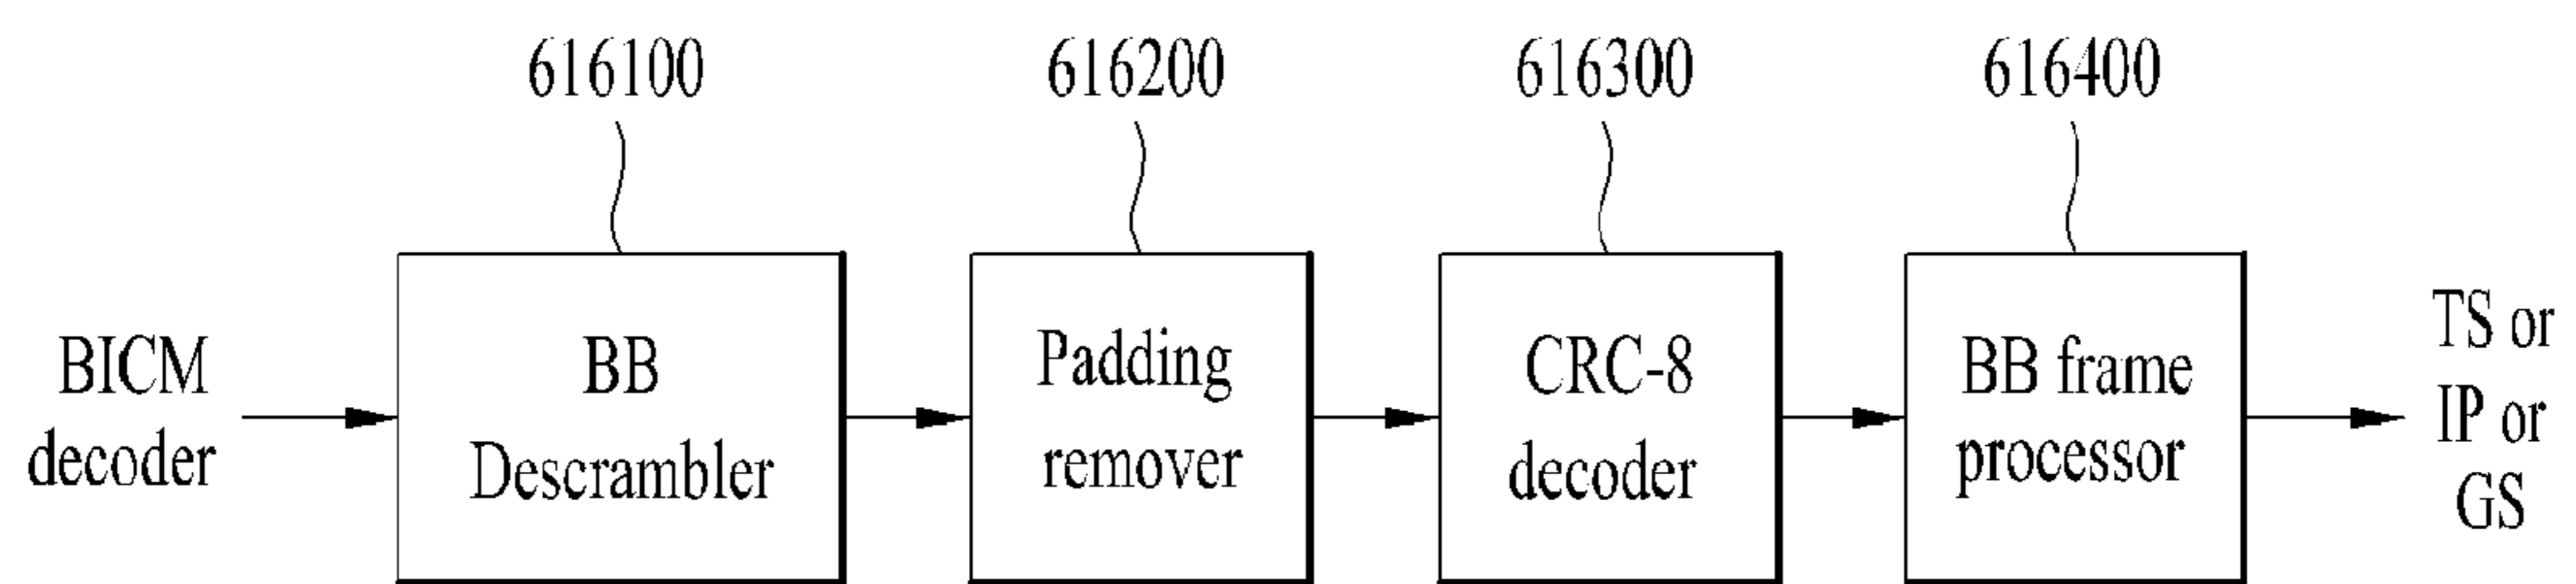 616100
616200
616300
616400
BICM
decoder
BB
Descrambler
Padding
remover
CRC-8
decoder
BB frame
processor
TS or
IP or
GS